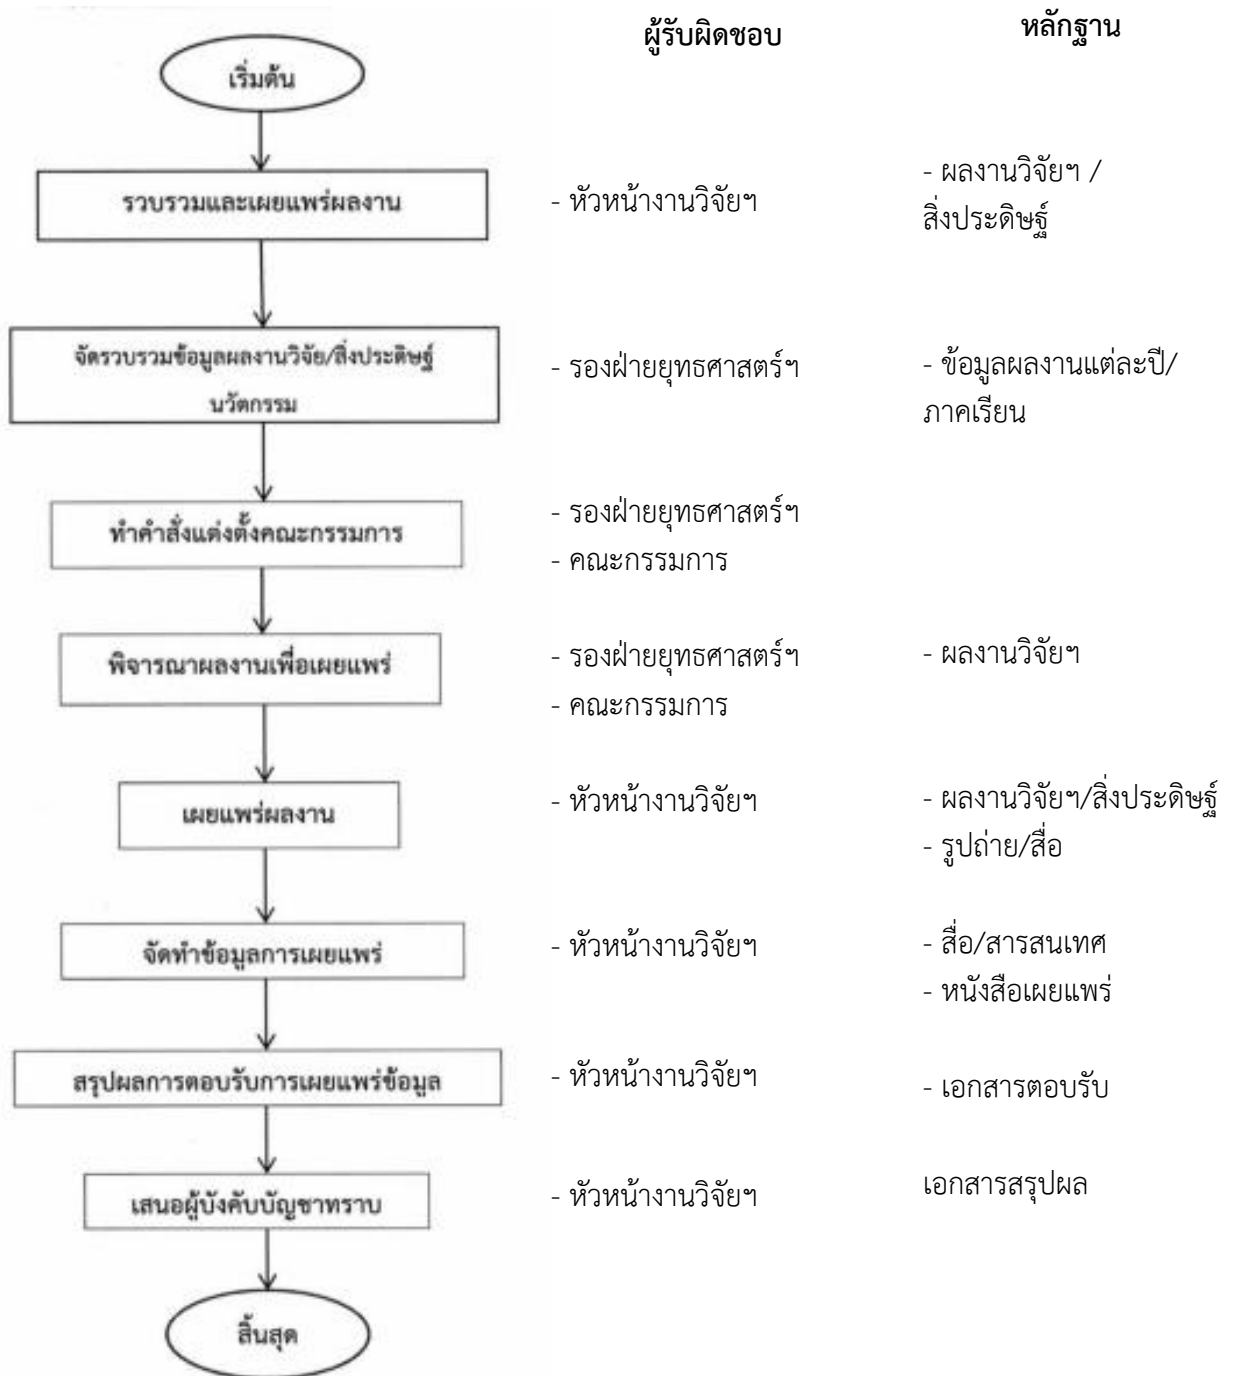 ผู้รับผิดชอบ
หลักฐาน
เริ่มต้น
รวบรวมและเผยแพร่ผลงาน
- หัวหน้างานวิจัยฯ
- ผลงานวิจัยฯ /
สิ่งประดิษฐ์
จัดรวบรวมข้อมูลผลงานวิจัย/สิ่งประดิษฐ์
นวัตกรรม
- รองฝ่ายยุทธศาสตร์ฯ
- ข้อมูลผลงานแต่ละปี/
ภาคเรียน
ทำคำสั่งแต่งตั้งคณะกรรมการ
- รองฝ่ายยุทธศาสตร์ฯ
- คณะกรรมการ
พิจารณาผลงานเพื่อเผยแพร่
- รองฝ่ายยุทธศาสตร์ฯ
- คณะกรรมการ
- ผลงานวิจัยฯ
เผยแพร่ผลงาน
- หัวหน้างานวิจัยฯ
- ผลงานวิจัยฯ/สิ่งประดิษฐ์
- รูปถ่าย/สื่อ
จัดทำข้อมูลการเผยแพร่
- หัวหน้างานวิจัยฯ
- สื่อ/สารสนเทศ
- หนังสือเผยแพร่
สรุปผลการตอบรับการเผยแพร่ข้อมูล
- หัวหน้างานวิจัยฯ
- เอกสารตอบรับ
เสนอผู้บังคับบัญชาทราบ
- หัวหน้างานวิจัยฯ
เอกสารสรุปผล
สิ้นสุด